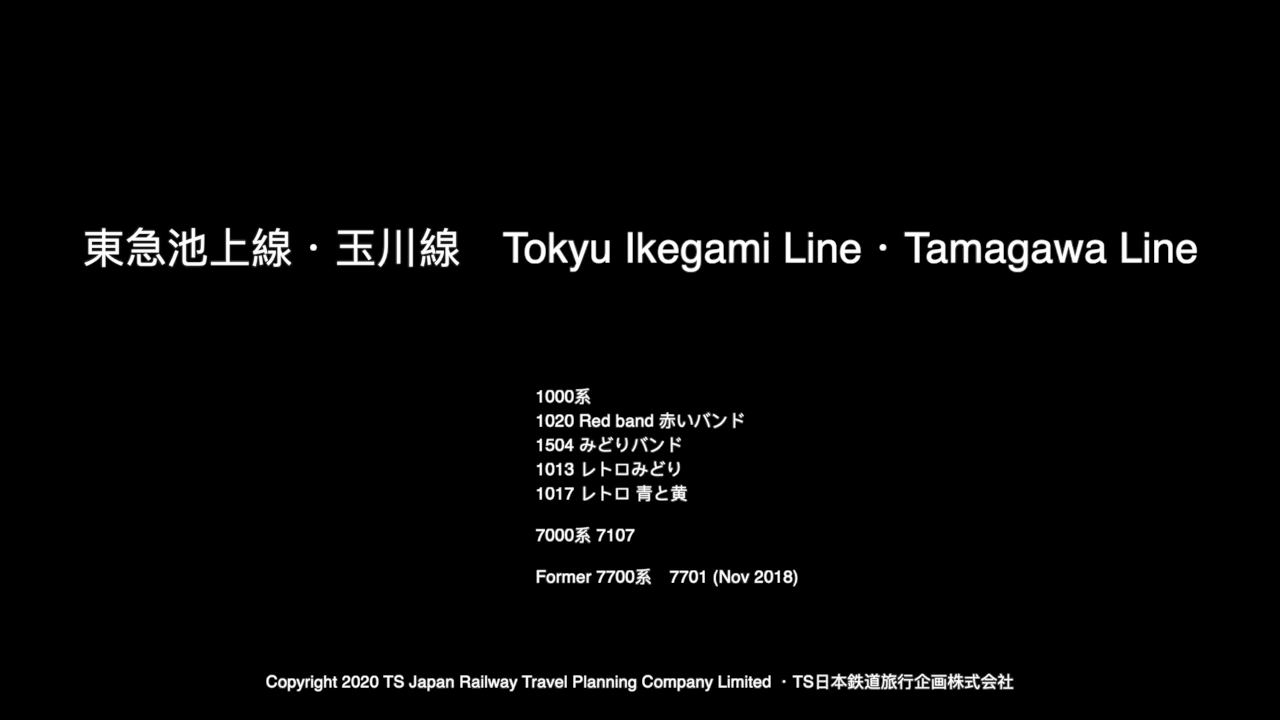 東急池上線・玉川線　Tokyu Ikegami Line・Tamagawa Line
1000系
1020 Red band 赤いバンド
1504 みどりバンド
1013 レトロみどり
1017 レトロ 青と黄
7000系 7107
Former 7700系　7701 (Nov 2018)
Copyright 2020 TS Japan Railway Travel Planning Company Limited ・TS日本鉄道旅行企画株式会社